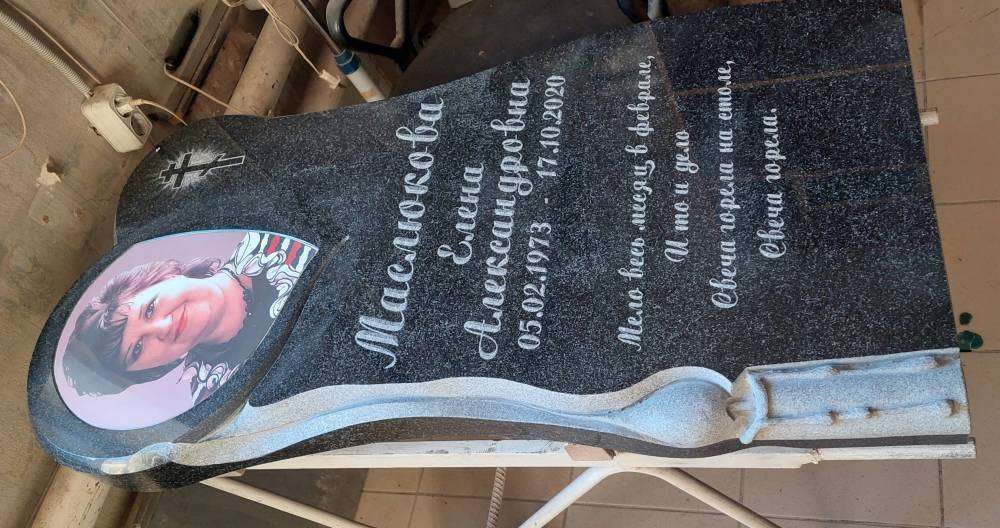 Маслюкова
Елена
Александровна
05.02.1973 - 17.10.2020
Мело весь месяц в феврале,
И то и дело
Свеча горела на столе,
Свеча горела.